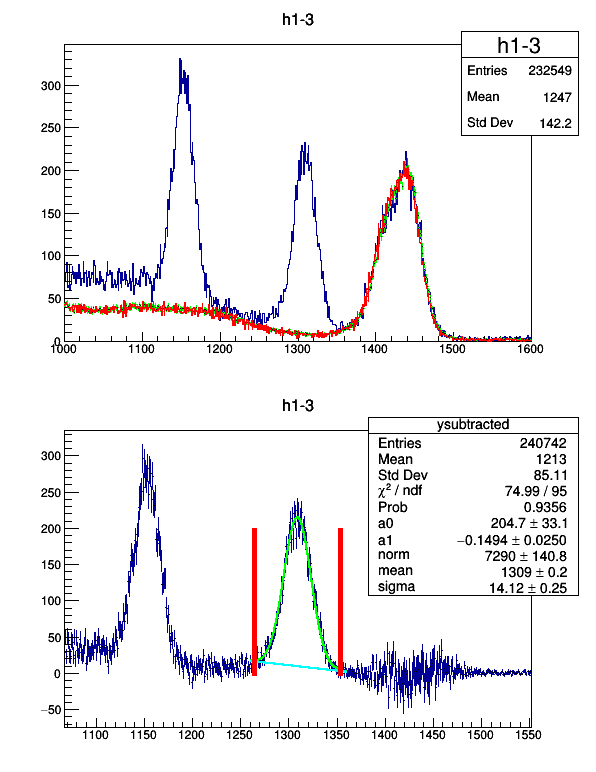 h1-3
h1-3
Entries 232549
Mean 1247
Std Dev 142.2
350
300
250
200
150
100
50
0
1000 1100 1200 1300 1400 1500 1600
h1-3
ysubtracted
Entries 240742
Mean 1213
Std Dev 85.11
χ² / ndf 74.99 / 95
Prob 0.9356
a0 204.7 ± 33.1
a1 −0.1494 ± 0.0250
norm 7290 ± 140.8
mean 1309 ± 0.2
sigma 14.12 ± 0.25
300
250
200
150
100
50
0
−50
1100 1150 1200 1250 1300 1350 1400 1450 1500 1550